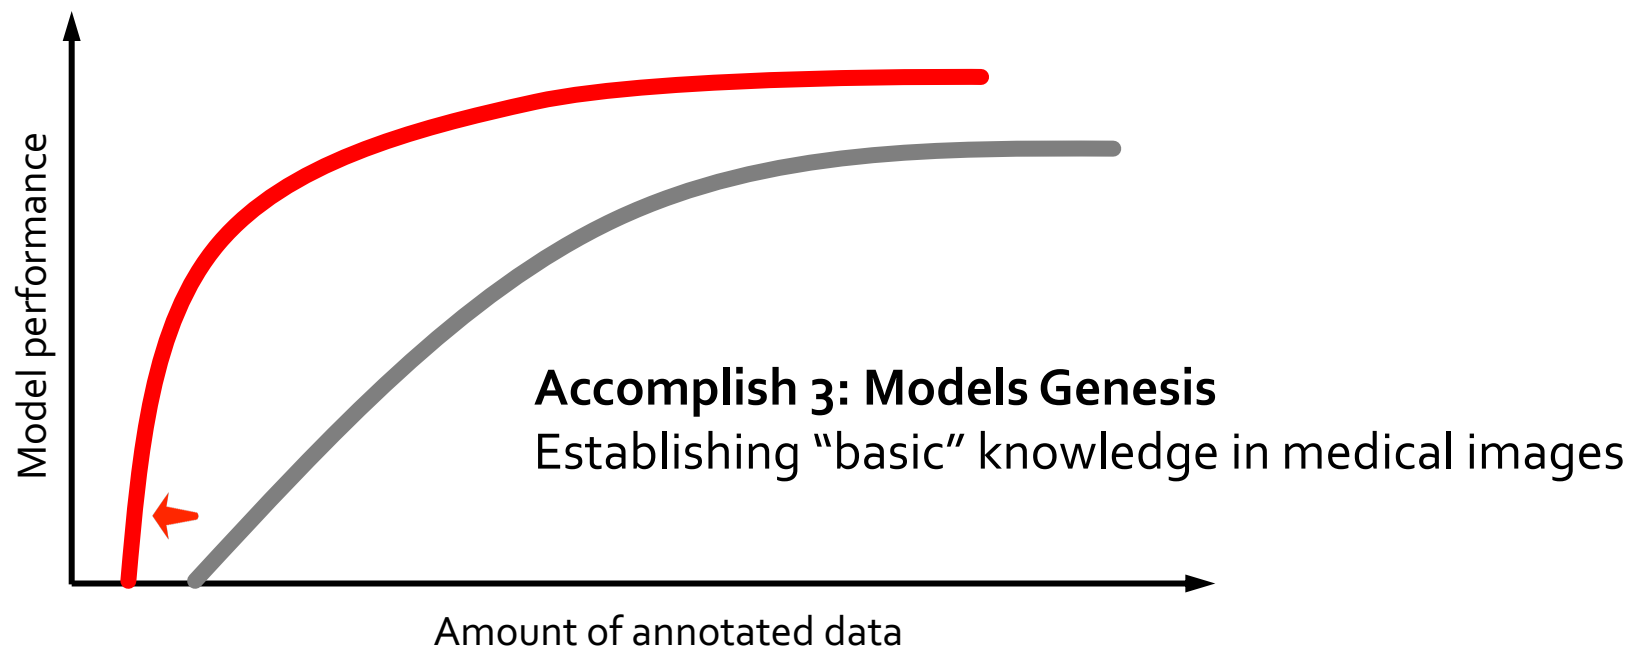 Model performance
Accomplish 3: Models Genesis
Establishing “basic” knowledge in medical images
Amount of annotated data